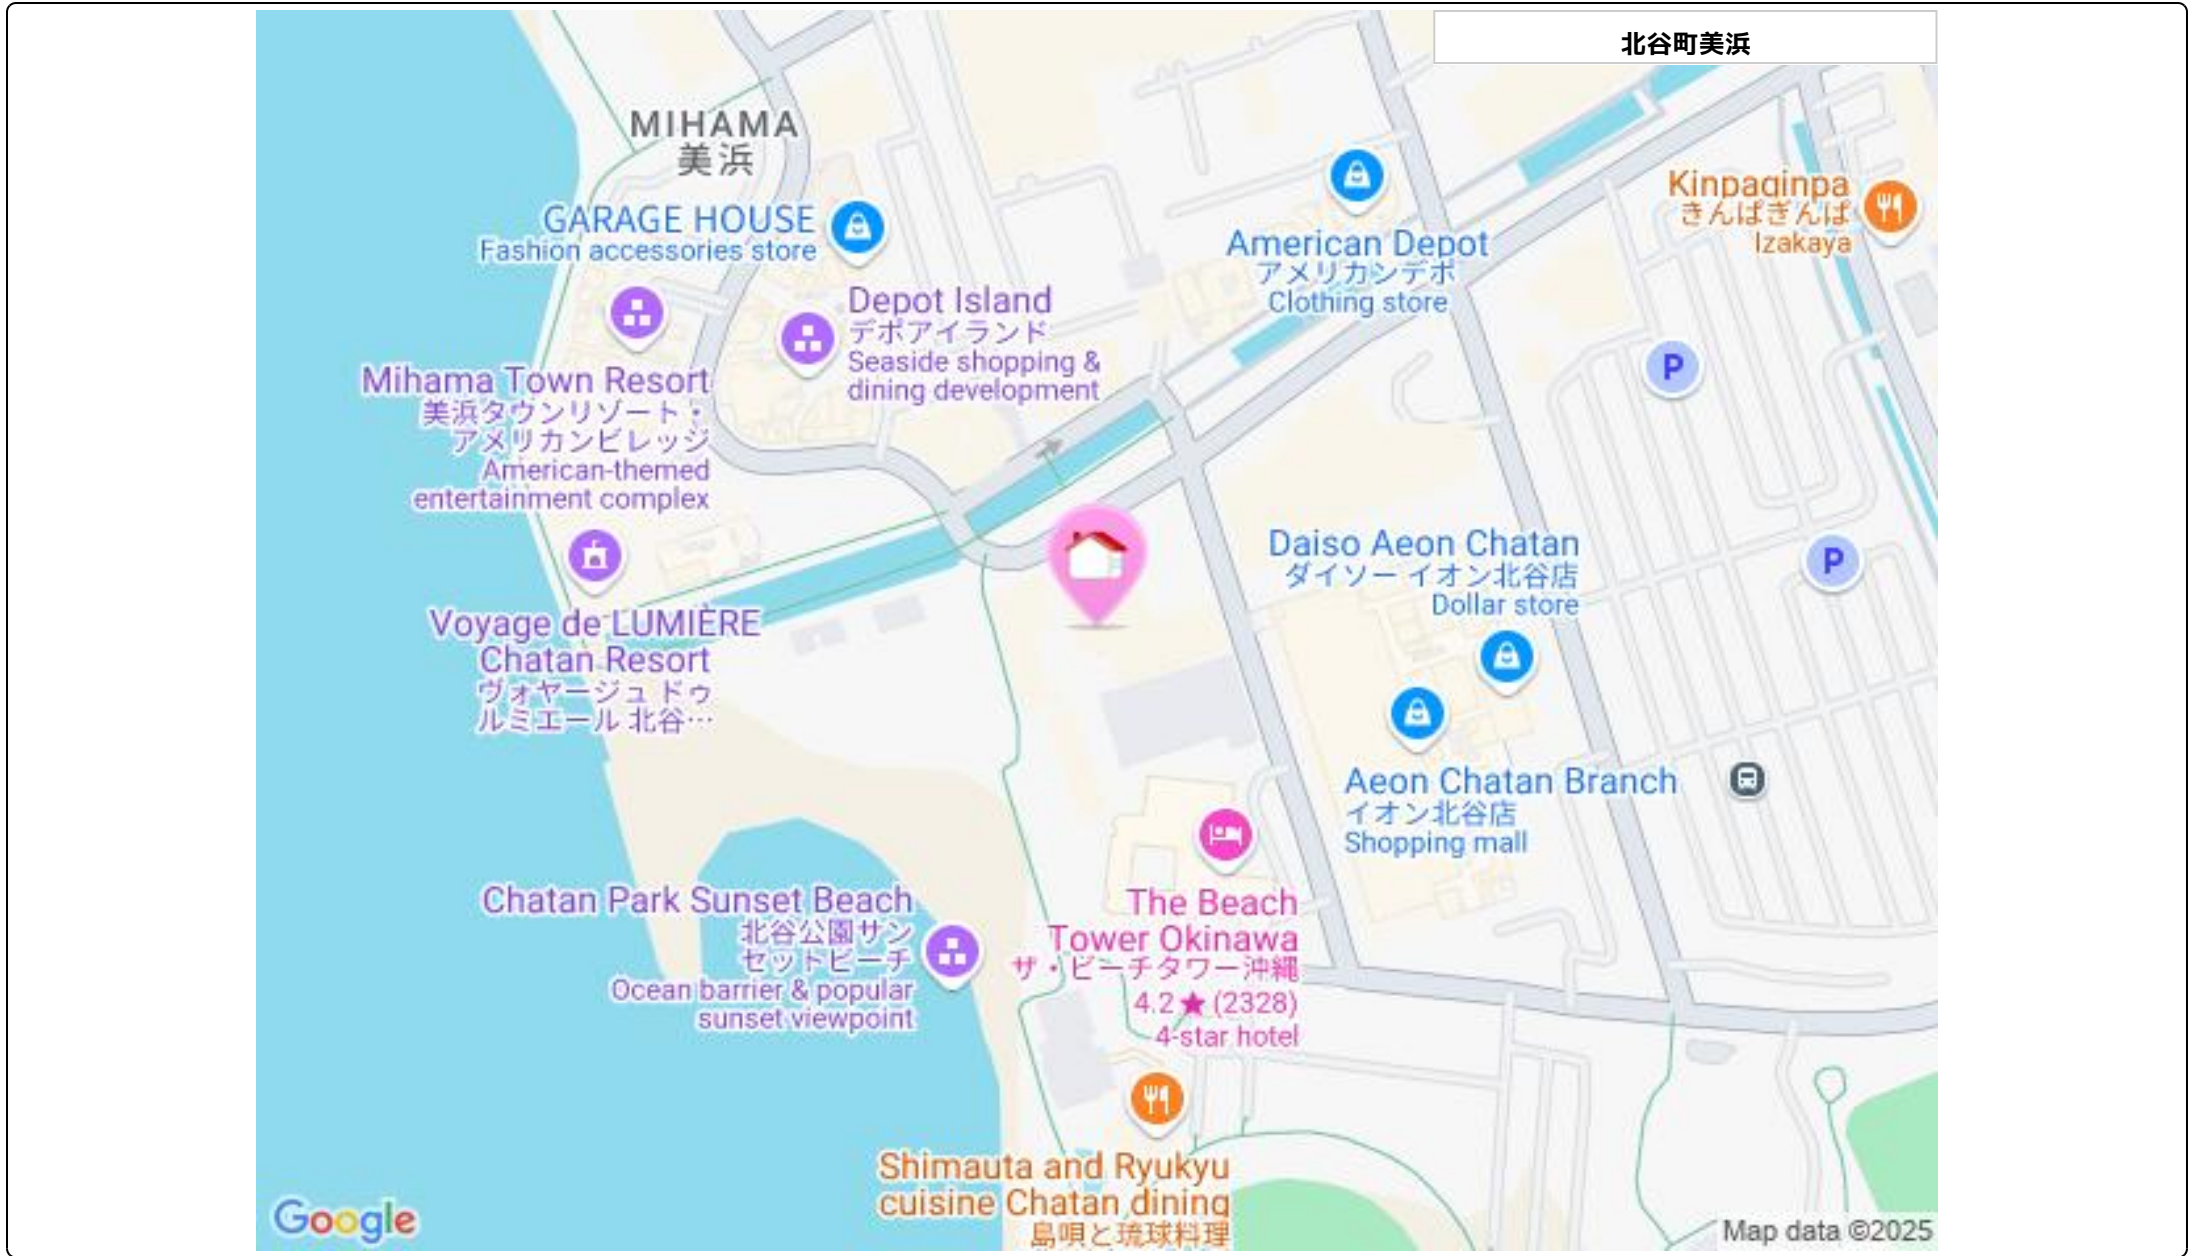 北谷町美浜
MIHAMA
美浜
GARAGE HOUSE
Fashion accessories store
American Depot
アメリカンデポ
Clothing store
Kinpaginpa
きんぱぎんぱ
Izakaya
Depot Island
デポアイランド
Seaside shopping &
dining development
Mihama Town Resort
美浜タウンリゾート・
アメリカンビレッジ
American-themed
entertainment complex
P
Daiso Aeon Chatan
ダイソー イオン北谷店
Dollar store
P
Voyage de LUMIÈRE
Chatan Resort
ヴォヤージュ ドゥ
ルミエール 北谷…
Aeon Chatan Branch
イオン北谷店
Shopping mall
Chatan Park Sunset Beach
北谷公園サン
セットビーチ
Ocean barrier & popular
sunset viewpoint
The Beach
Tower Okinawa
ザ・ビーチタワー沖縄
4.2★(2328)
4-star hotel
Shimauta and Ryukyu
cuisine Chatan dining
島唄と琉球料理
Google
Map data ©2025